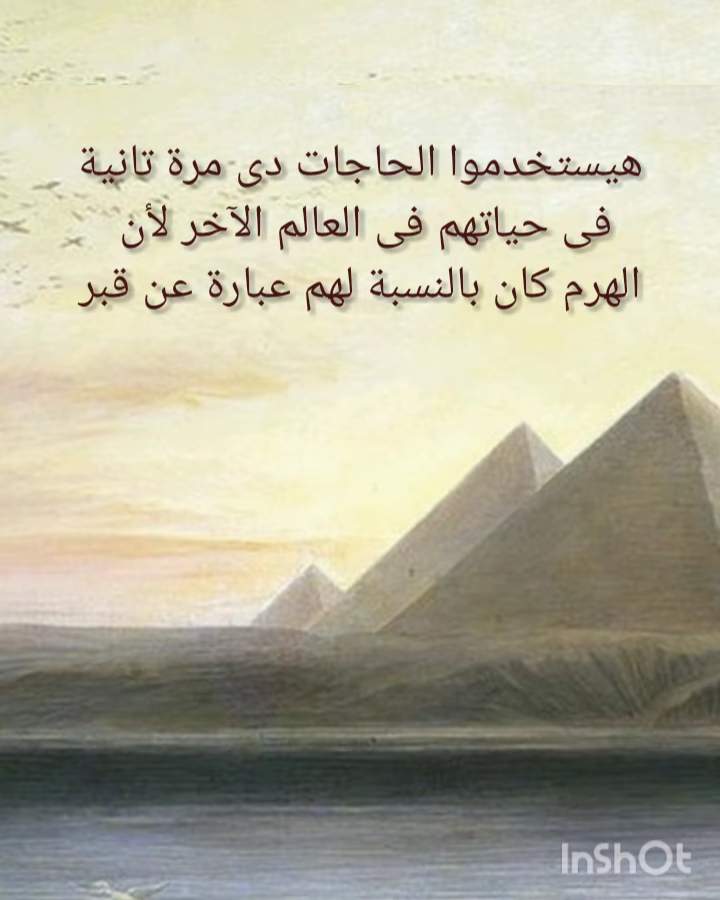 هيستخدموا الحاجات دى مرة تانية
فى حياتهم فى العالم الآخر لأن
الهرم كان بالنسبة لهم عبارة عن قبر
InShOt